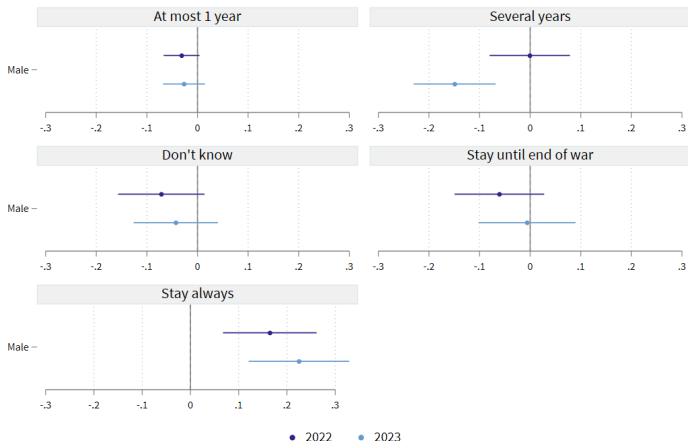 At most 1 year
Several years
Male
-.3 -.2 -.1 0 .1 .2 .3
-.3 -.2 -.1 0 .1 .2 .3
Don't know
Stay until end of war
Male
-.3 -.2 -.1 0 .1 .2 .3
-.3 -.2 -.1 0 .1 .2 .3
Stay always
Male
-.3 -.2 -.1 0 .1 .2 .3
2022 2023